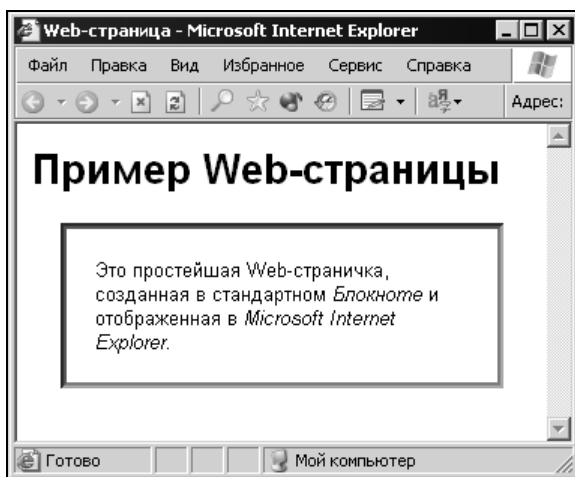 Web-страница - Microsoft Internet Explorer
Файл Правка Вид Избранное Сервис Справка
Адрес:
Пример Web-страницы
Это простейшая Web-страничка,
созданная в стандартном Блокноте и
отображенная в Microsoft Internet
Explorer.
Готово Мой компьютер